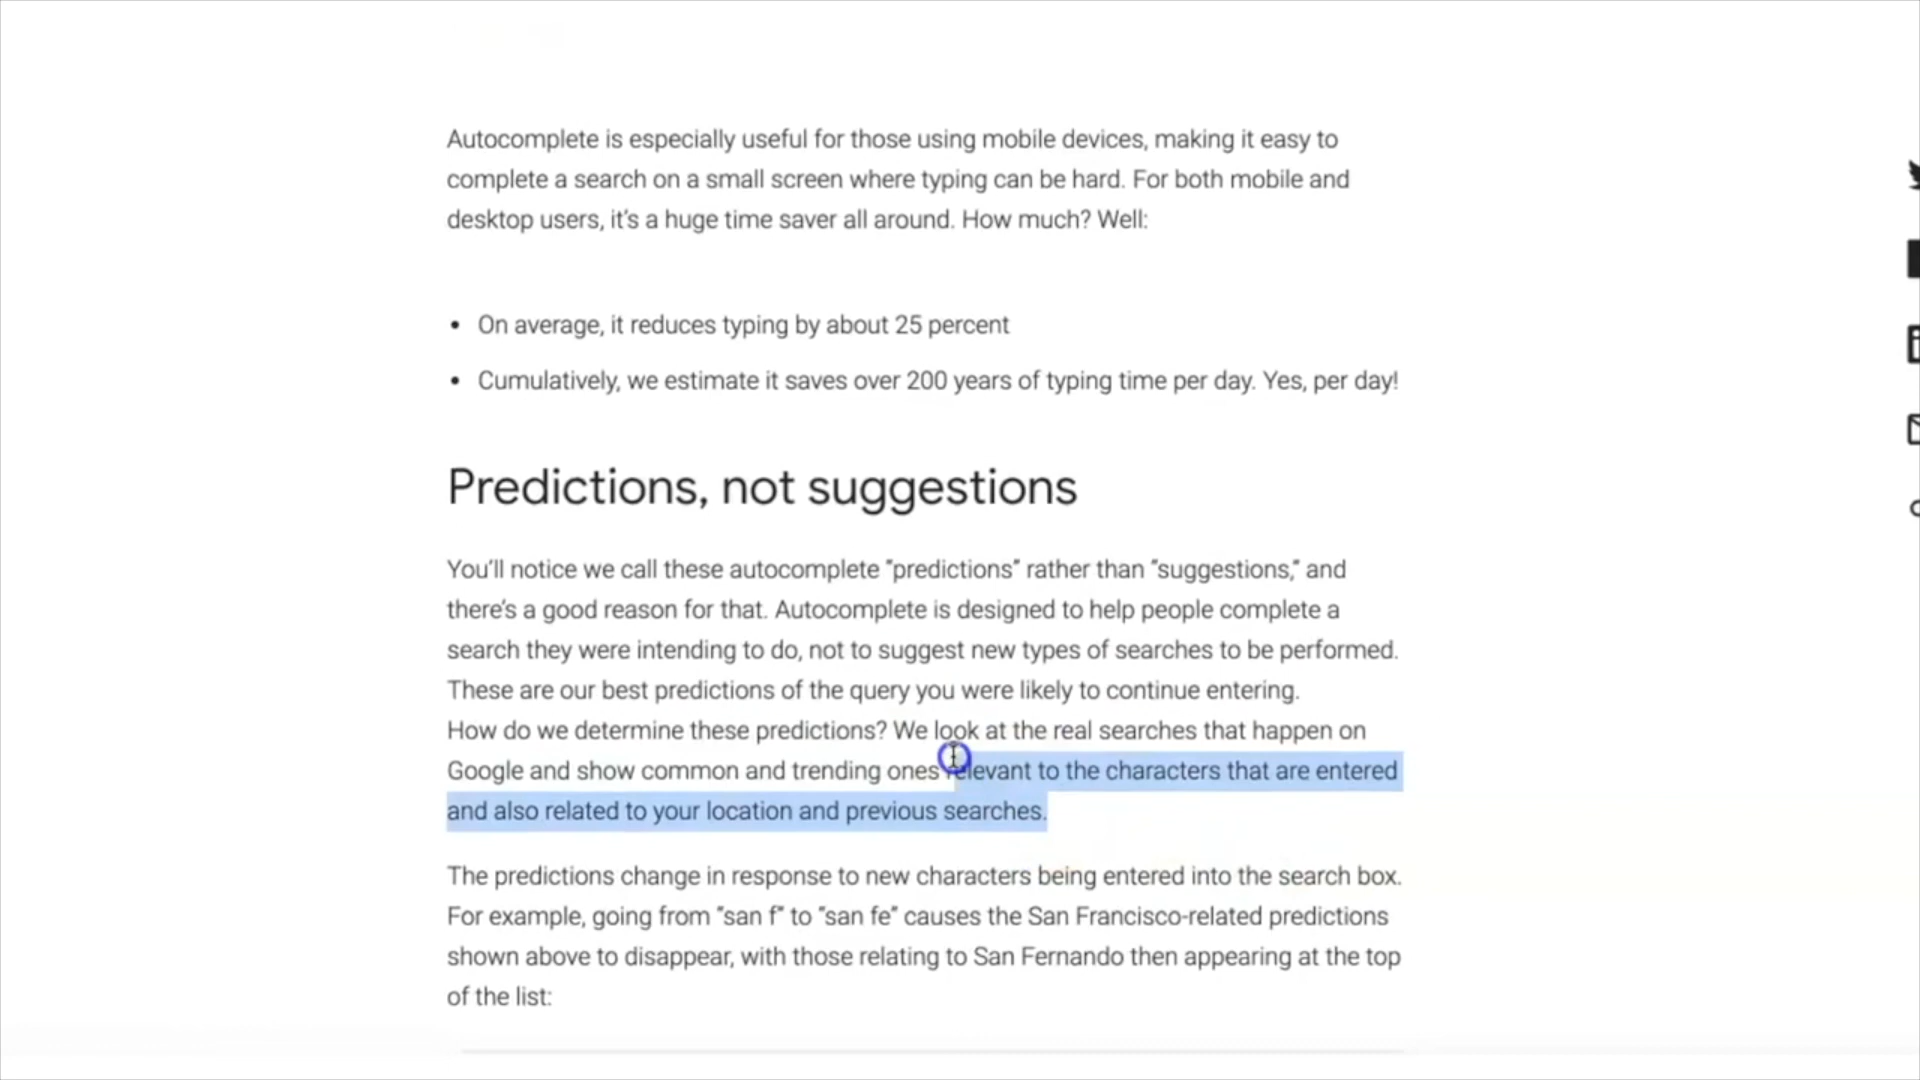 Autocomplete is especially useful for those using mobile devices, making it easy to
complete a search on a small screen where typing can be hard. For both mobile and
desktop users, it's a huge time saver all around. How much? Well:
• On average, it reduces typing by about 25 percent
• Cumulatively, we estimate it saves over 200 years of typing time per day. Yes, per day!
Predictions, not suggestions
You'll notice we call these autocomplete "predictions" rather than "suggestions," and
there's a good reason for that. Autocomplete is designed to help people complete a
search they were intending to do, not to suggest new types of searches to be performed.
These are our best predictions of the query you were likely to continue entering.
How do we determine these predictions? We look at the real searches that happen on
Google and show common and trending ones relevant to the characters that are entered
and also related to your location and previous searches.
The predictions change in response to new characters being entered into the search box.
For example, going from "san f" to "san fe" causes the San Francisco-related predictions
shown above to disappear, with those relating to San Fernando then appearing at the top
of the list: